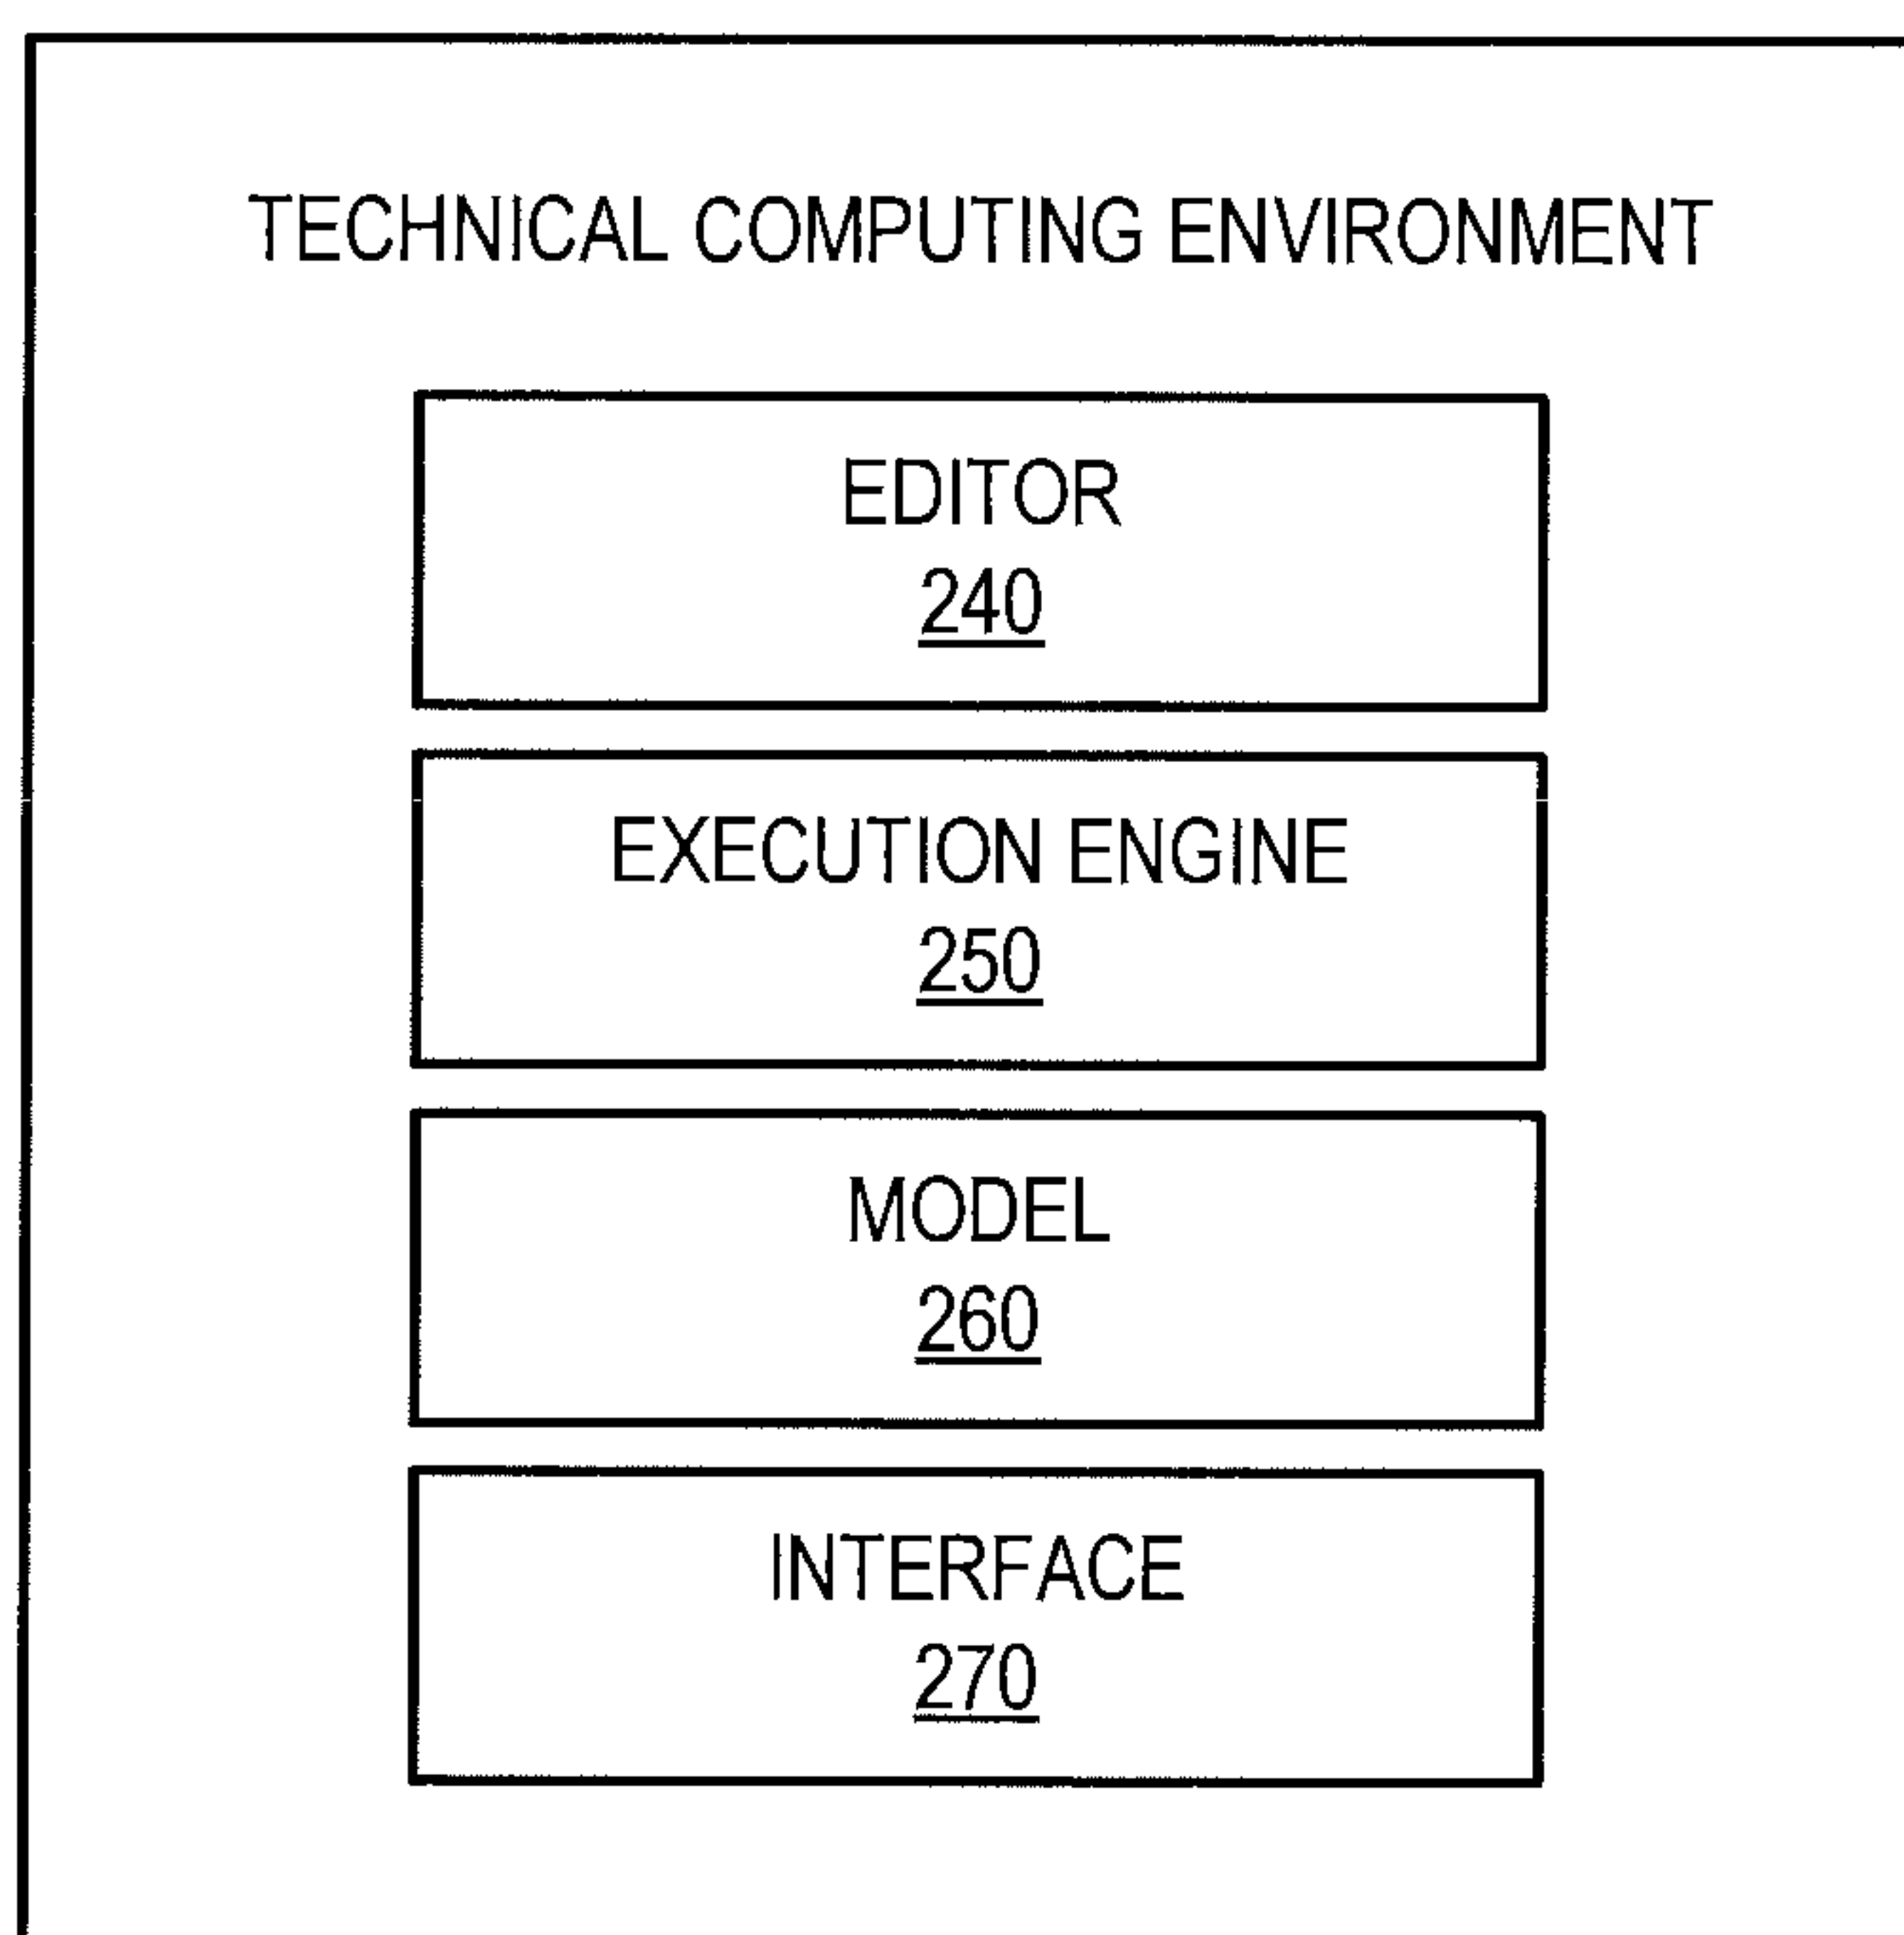 TECHNICAL COMPUTING ENVIRONMENT
EDITOR
240
EXECUTION ENGINE
250
MODEL
260
INTERFACE
270